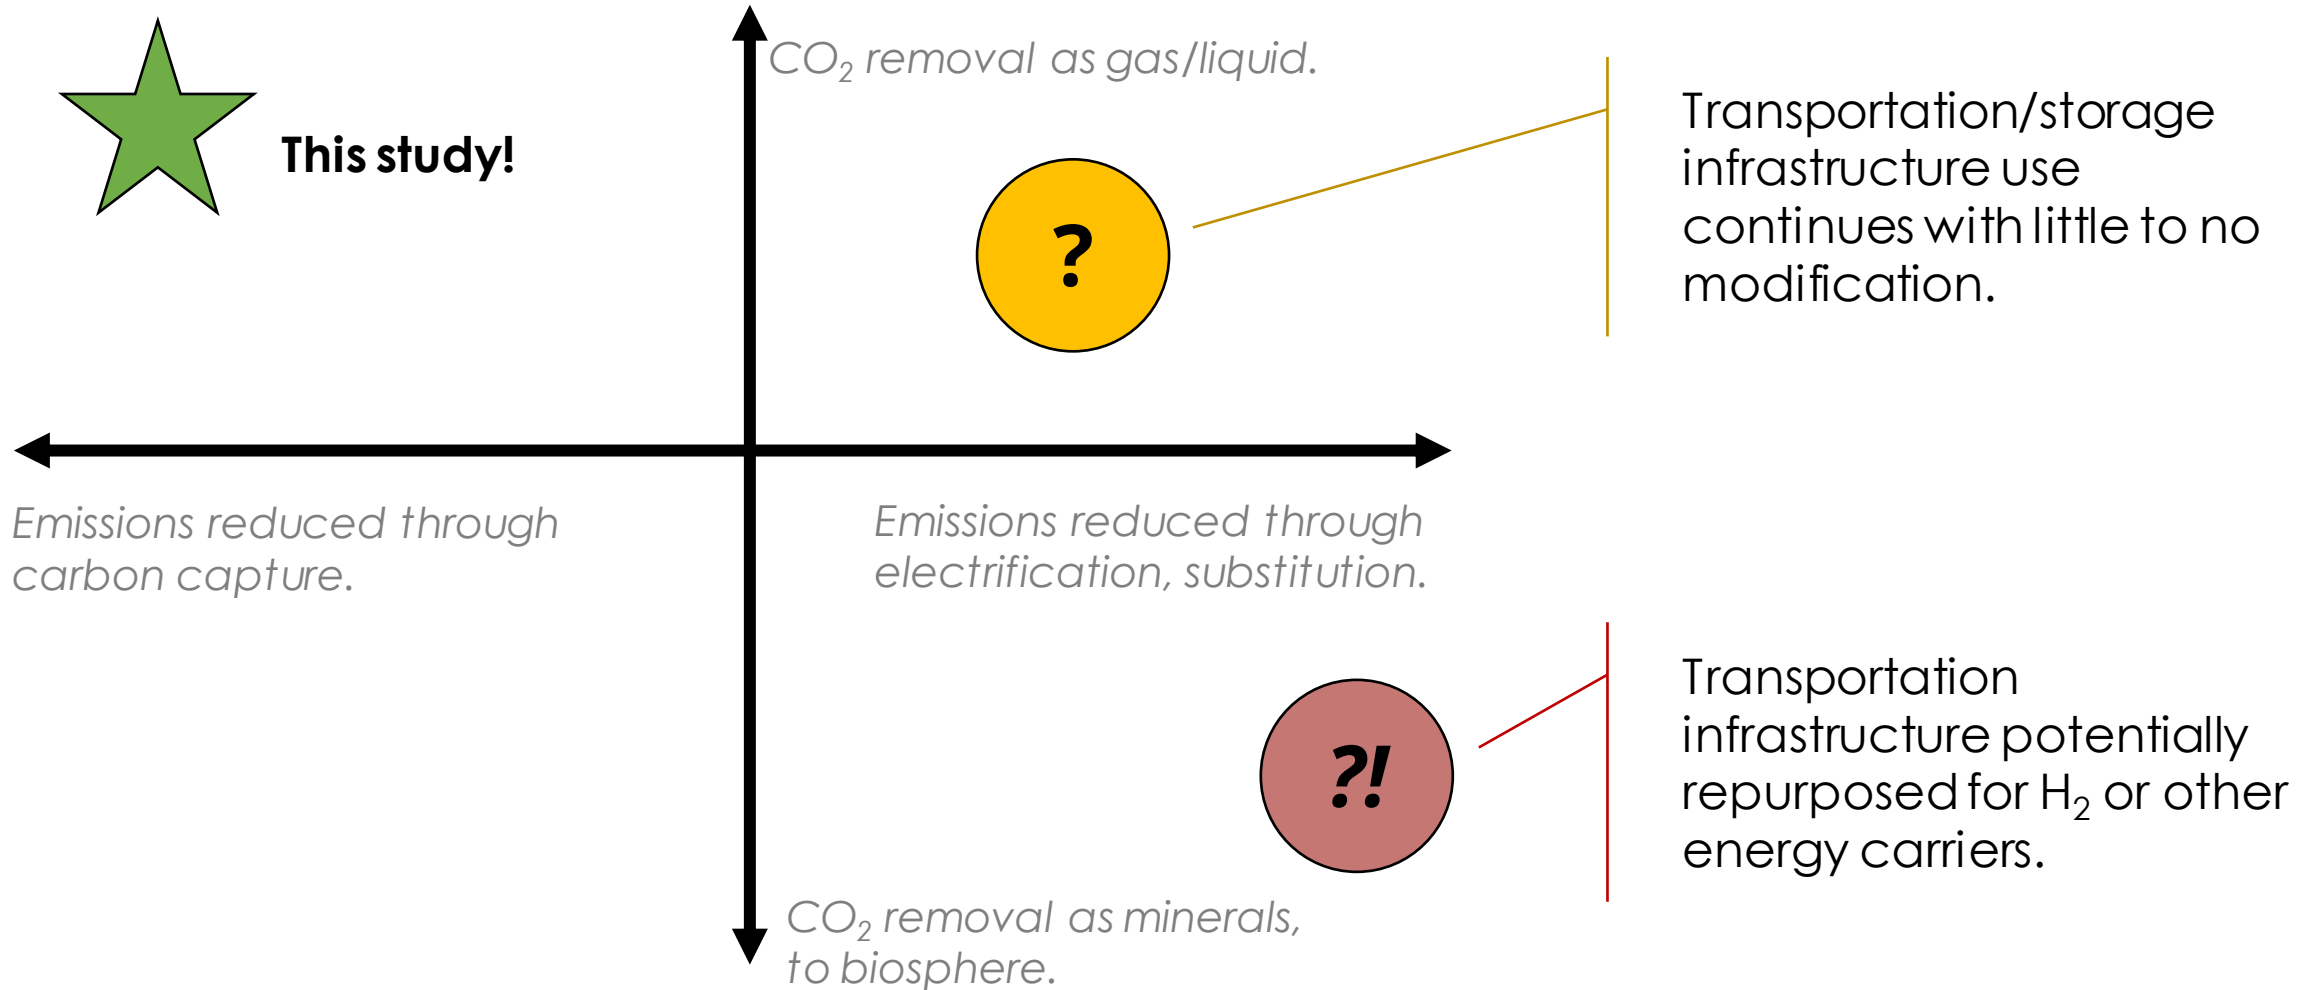 CO₂ removal as gas/liquid.
This study!
?
Transportation/storage
infrastructure use
continues with little to no
modification.
Emissions reduced through
carbon capture.
Emissions reduced through
electrification, substitution.
?!
Transportation
infrastructure potentially
repurposed for H₂ or other
energy carriers.
CO₂ removal as minerals,
to biosphere.